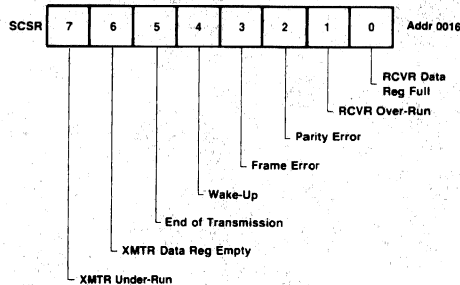 SCSR 7 6 5 4 3 2 1 0 Addr 0016
RCVR Data
Reg Full
RCVR Over-Run
Parity Error
Frame Error
Wake-Up
End of Transmission
XMTR Data Reg Empty
XMTR Under-Run